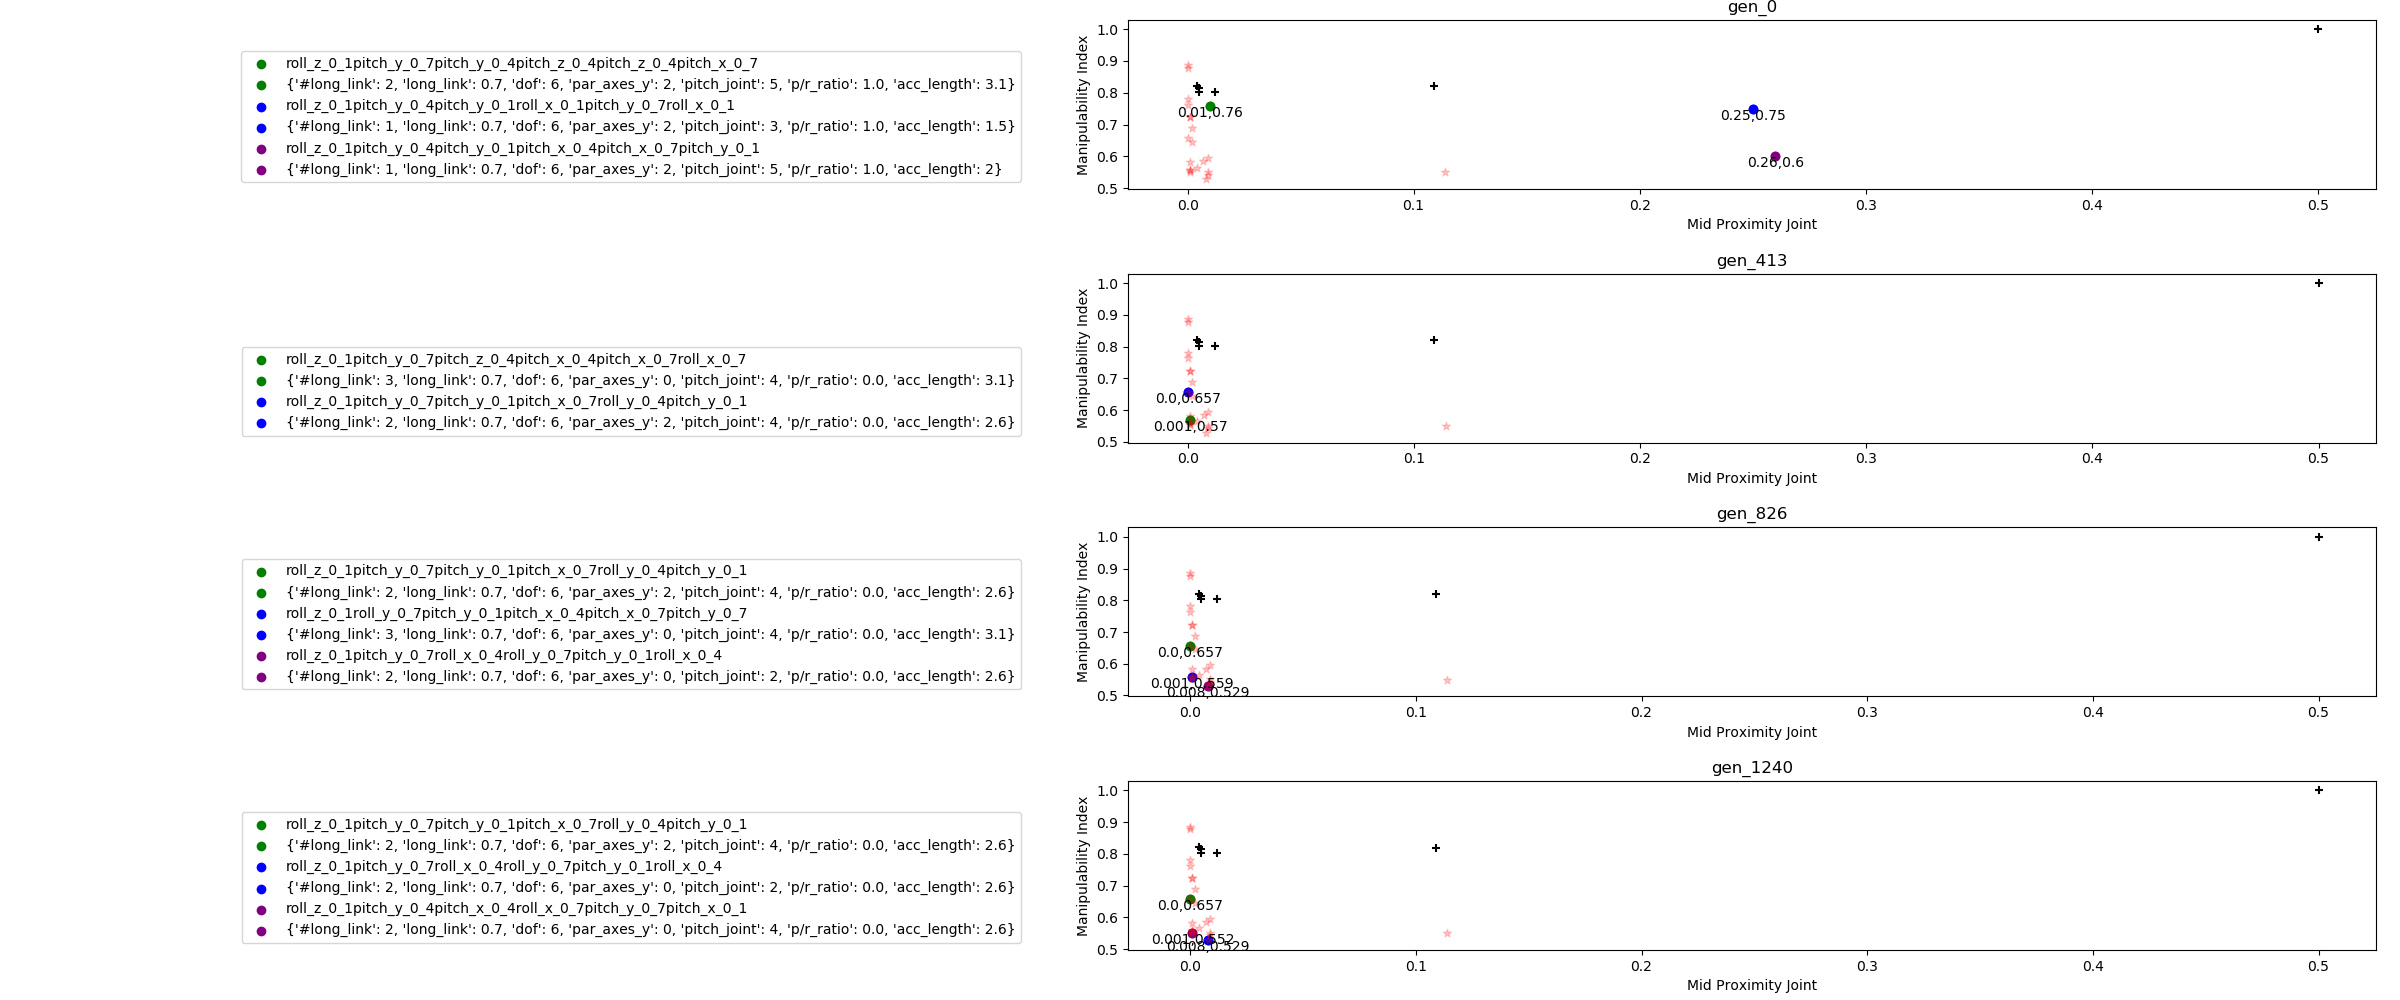 gen_0
roll_z_0_1pitch_y_0_7pitch_y_0_4pitch_z_0_4pitch_z_0_4pitch_x_0_7
{'#long_link': 2, 'long_link': 0.7, 'dof': 6, 'par_axes_y': 2, 'pitch_joint': 5, 'p/r_ratio': 1.0, 'acc_length': 3.1}
roll_z_0_1pitch_y_0_4pitch_y_0_1roll_x_0_1pitch_y_0_7roll_x_0_1
{'#long_link': 1, 'long_link': 0.7, 'dof': 6, 'par_axes_y': 2, 'pitch_joint': 3, 'p/r_ratio': 1.0, 'acc_length': 1.5}
roll_z_0_1pitch_y_0_4pitch_y_0_1pitch_x_0_4pitch_x_0_7pitch_y_0_1
{'#long_link': 1, 'long_link': 0.7, 'dof': 6, 'par_axes_y': 2, 'pitch_joint': 5, 'p/r_ratio': 1.0, 'acc_length': 2}
Manipulability Index
1.0
0.9
0.8
0.7
0.6
0.5
0.01,0.76
0.25,0.75
0.26,0.6
0.0 0.1 0.2 0.3 0.4 0.5
Mid Proximity Joint
gen_413
roll_z_0_1pitch_y_0_7pitch_z_0_4pitch_x_0_4pitch_x_0_7roll_x_0_7
{'#long_link': 3, 'long_link': 0.7, 'dof': 6, 'par_axes_y': 0, 'pitch_joint': 4, 'p/r_ratio': 0.0, 'acc_length': 3.1}
roll_z_0_1pitch_y_0_7pitch_y_0_1pitch_x_0_7roll_y_0_4pitch_y_0_1
{'#long_link': 2, 'long_link': 0.7, 'dof': 6, 'par_axes_y': 2, 'pitch_joint': 4, 'p/r_ratio': 0.0, 'acc_length': 2.6}
Manipulability Index
1.0
0.9
0.8
0.7
0.6
0.5
0.0,0.657
0.001,0.57
0.0 0.1 0.2 0.3 0.4 0.5
Mid Proximity Joint
gen_826
roll_z_0_1pitch_y_0_7pitch_y_0_1pitch_x_0_7roll_y_0_4pitch_y_0_1
{'#long_link': 2, 'long_link': 0.7, 'dof': 6, 'par_axes_y': 2, 'pitch_joint': 4, 'p/r_ratio': 0.0, 'acc_length': 2.6}
roll_z_0_1roll_y_0_7pitch_y_0_1pitch_x_0_4pitch_x_0_7pitch_y_0_7
{'#long_link': 3, 'long_link': 0.7, 'dof': 6, 'par_axes_y': 0, 'pitch_joint': 4, 'p/r_ratio': 0.0, 'acc_length': 3.1}
roll_z_0_1pitch_y_0_7roll_x_0_4roll_y_0_7pitch_y_0_1roll_x_0_4
{'#long_link': 2, 'long_link': 0.7, 'dof': 6, 'par_axes_y': 0, 'pitch_joint': 2, 'p/r_ratio': 0.0, 'acc_length': 2.6}
Manipulability Index
1.0
0.9
0.8
0.7
0.6
0.5
0.0,0.657
0.001,0.559
0.008,0.529
0.0 0.1 0.2 0.3 0.4 0.5
Mid Proximity Joint
gen_1240
roll_z_0_1pitch_y_0_7pitch_y_0_1pitch_x_0_7roll_y_0_4pitch_y_0_1
{'#long_link': 2, 'long_link': 0.7, 'dof': 6, 'par_axes_y': 2, 'pitch_joint': 4, 'p/r_ratio': 0.0, 'acc_length': 2.6}
roll_z_0_1pitch_y_0_7roll_x_0_4roll_y_0_7pitch_y_0_1roll_x_0_4
{'#long_link': 2, 'long_link': 0.7, 'dof': 6, 'par_axes_y': 0, 'pitch_joint': 2, 'p/r_ratio': 0.0, 'acc_length': 2.6}
roll_z_0_1pitch_y_0_4pitch_x_0_4roll_x_0_7pitch_y_0_7pitch_x_0_1
{'#long_link': 2, 'long_link': 0.7, 'dof': 6, 'par_axes_y': 0, 'pitch_joint': 4, 'p/r_ratio': 0.0, 'acc_length': 2.6}
Manipulability Index
1.0
0.9
0.8
0.7
0.6
0.5
0.0,0.657
0.001,0.552
0.008,0.529
0.0 0.1 0.2 0.3 0.4 0.5
Mid Proximity Joint